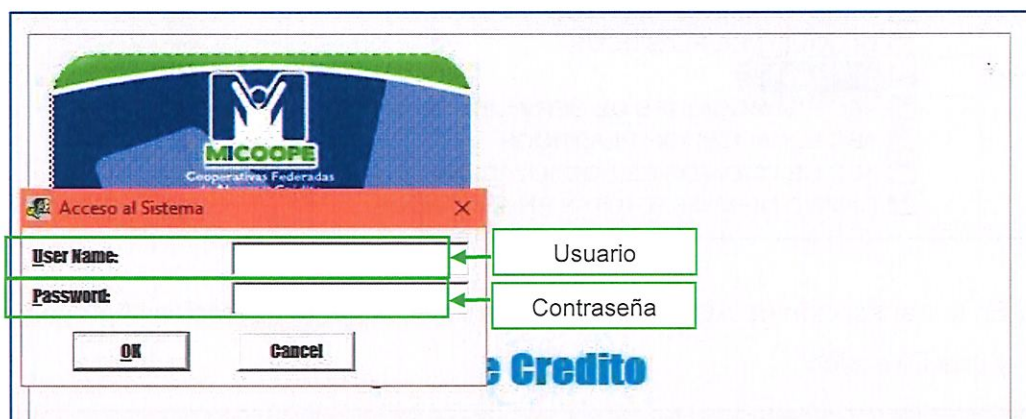 MICOOPE
Cooperativas Federadas
Acceso al Sistema
User Name:
Usuario
Password:
Contraseña
OK
Cancel
Credito